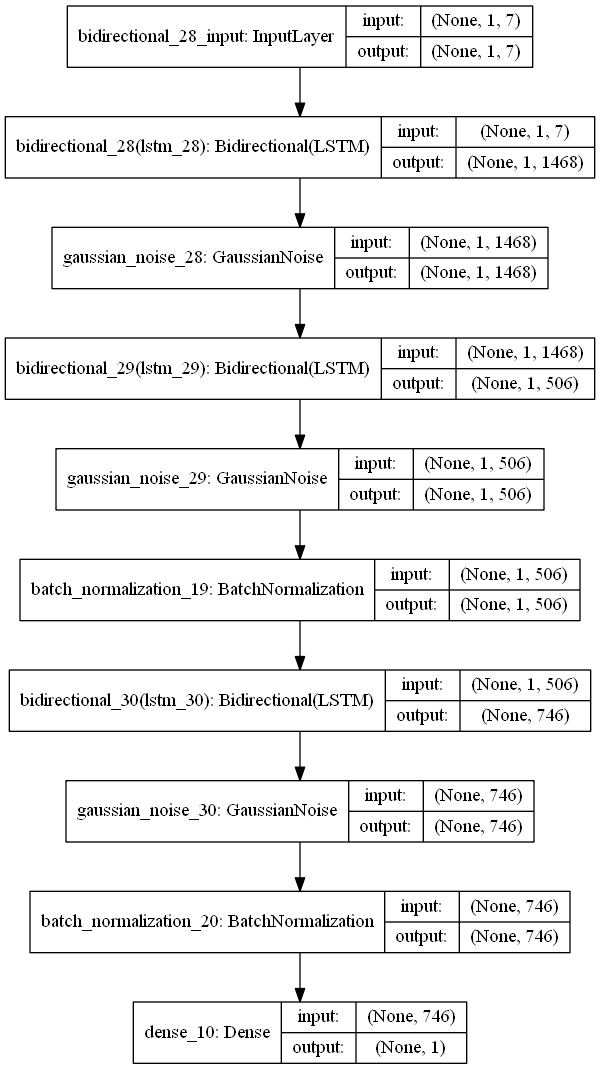 bidirectional_28_input: InputLayer
input: (None, 1, 7)
output: (None, 1, 7)
bidirectional_28(lstm_28): Bidirectional(LSTM)
input: (None, 1, 7)
output: (None, 1, 1468)
gaussian_noise_28: GaussianNoise
input: (None, 1, 1468)
output: (None, 1, 1468)
bidirectional_29(lstm_29): Bidirectional(LSTM)
input: (None, 1, 1468)
output: (None, 1, 506)
gaussian_noise_29: GaussianNoise
input: (None, 1, 506)
output: (None, 1, 506)
batch_normalization_19: BatchNormalization
input: (None, 1, 506)
output: (None, 1, 506)
bidirectional_30(lstm_30): Bidirectional(LSTM)
input: (None, 1, 506)
output: (None, 746)
gaussian_noise_30: GaussianNoise
input: (None, 746)
output: (None, 746)
batch_normalization_20: BatchNormalization
input: (None, 746)
output: (None, 746)
dense_10: Dense
input: (None, 746)
output: (None, 1)